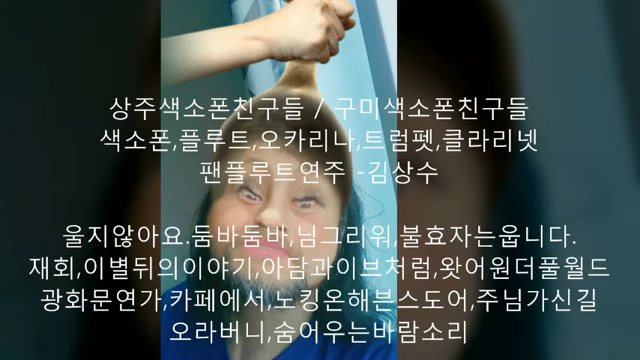 상주색소폰친구들 / 구미색소폰친구들
색소폰,플루트,오카리나,트럼펫,클라리넷
팬플루트연주 -김상수
울지않아요.둠바둠바,님그리워,불효자는웁니다.
재회,이별뒤의이야기,아담과이브처럼,왓어원더풀월드
광화문연가,카페에서,노킹온해븐스도어,주님가신길
오라버니,숨어우는바람소리